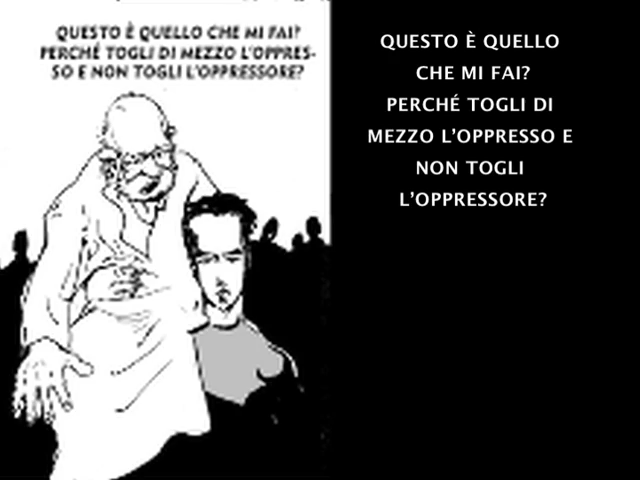 QUESTO È QUELLO CHE MI FAI?
PERCHÉ TOGLI DI MEZZO L'OPPRES-
SO E NON TOGLI L'OPPRESSORE?
QUESTO È QUELLO
CHE MI FAI?
PERCHÉ TOGLI DI
MEZZO L'OPPRESSO E
NON TOGLI
L'OPPRESSORE?